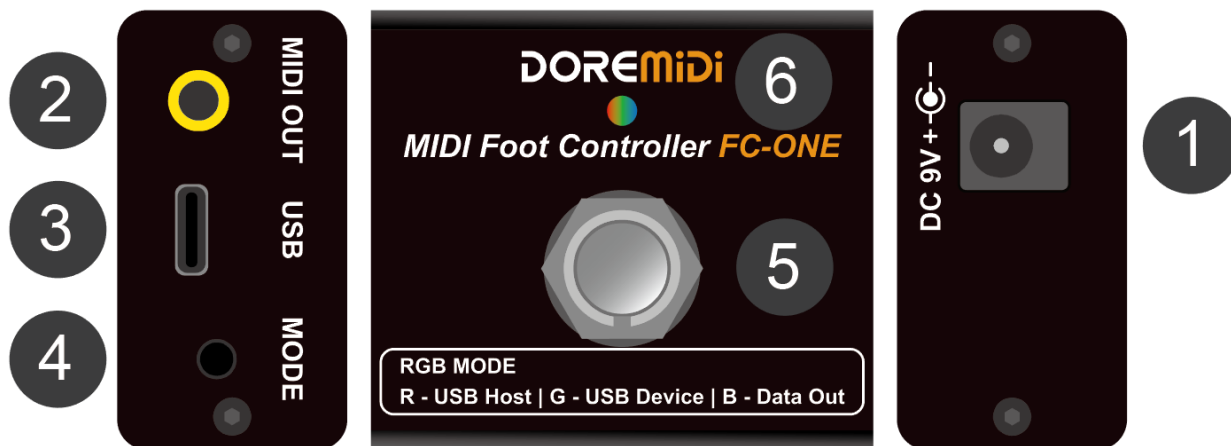 2
MIDI OUT
3
USB
4
MODE
DOREMiDi
6
MIDI Foot Controller FC-ONE
5
RGB MODE
R - USB Host | G - USB Device | B - Data Out
DC 9V + -
1